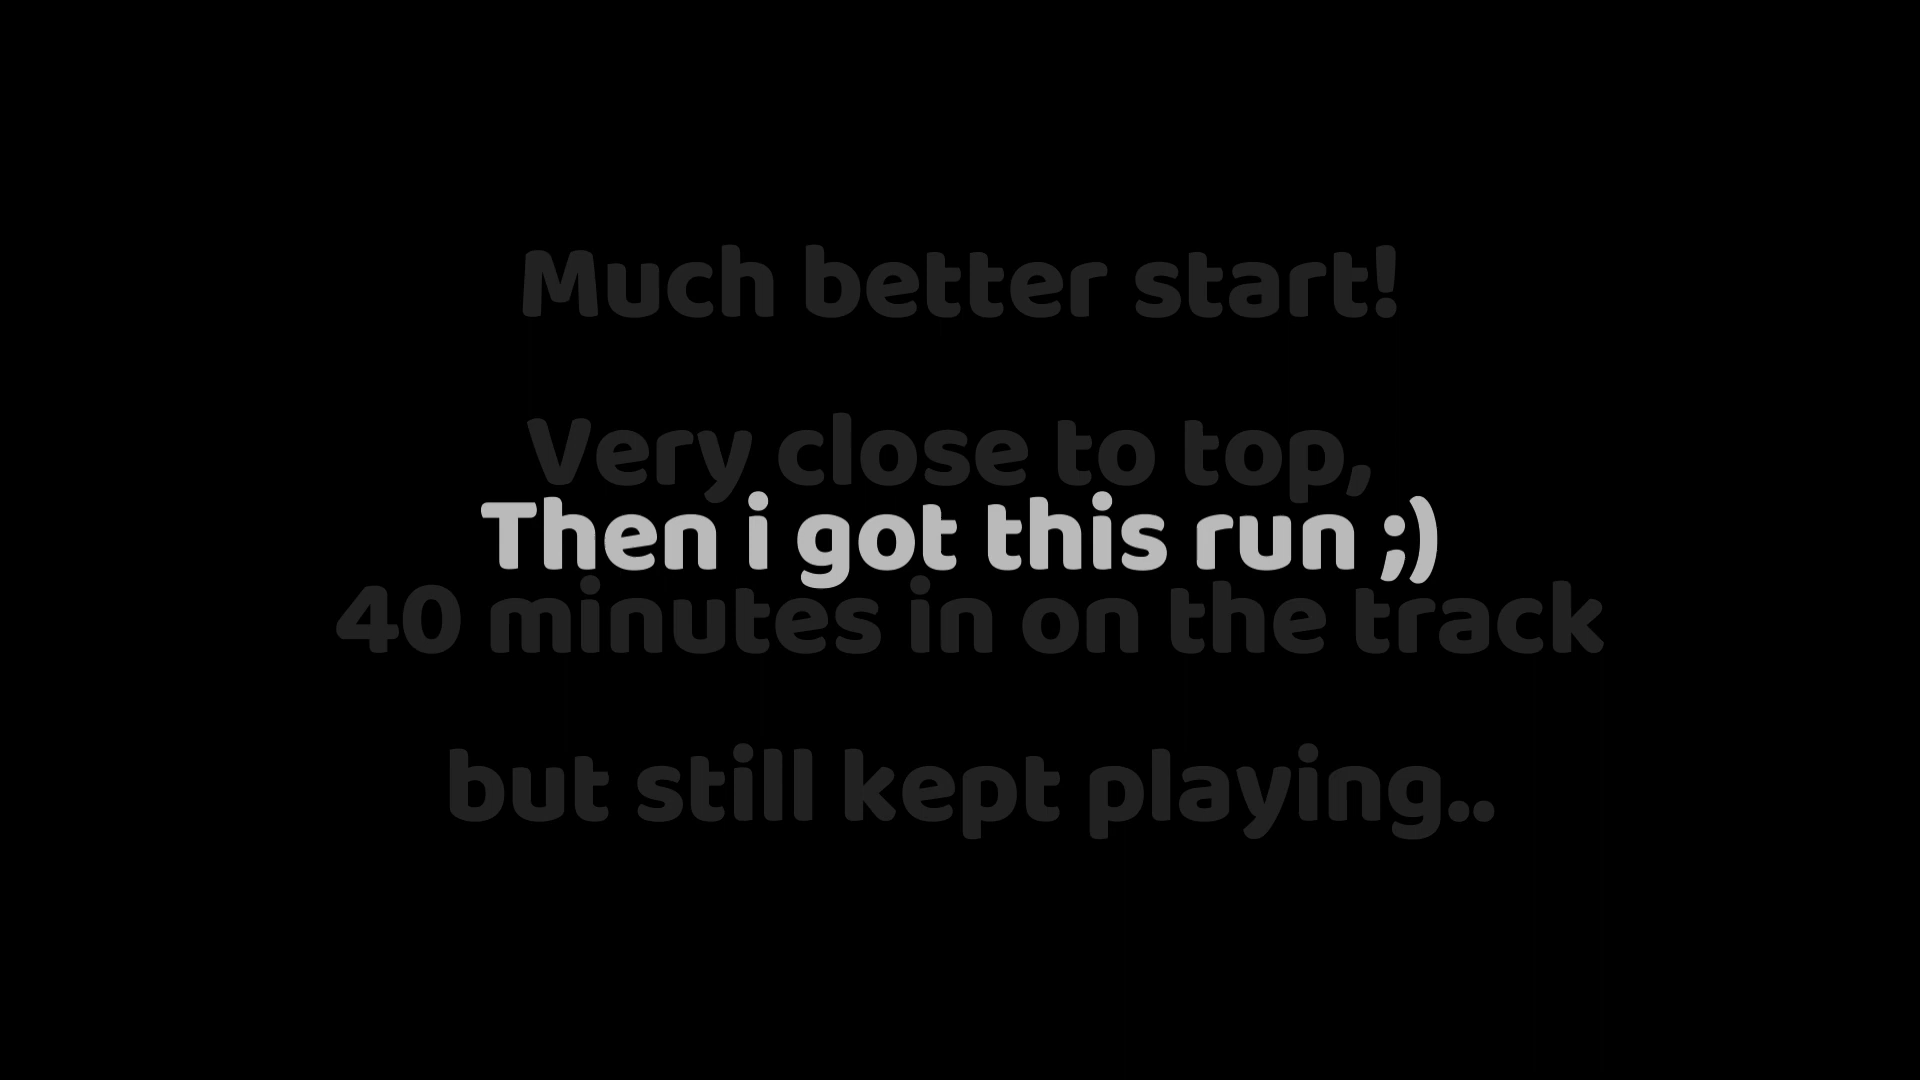 Much better start!
Very close to top,
Then i got this run ;)
40 minutes in on the track
but still kept playing..